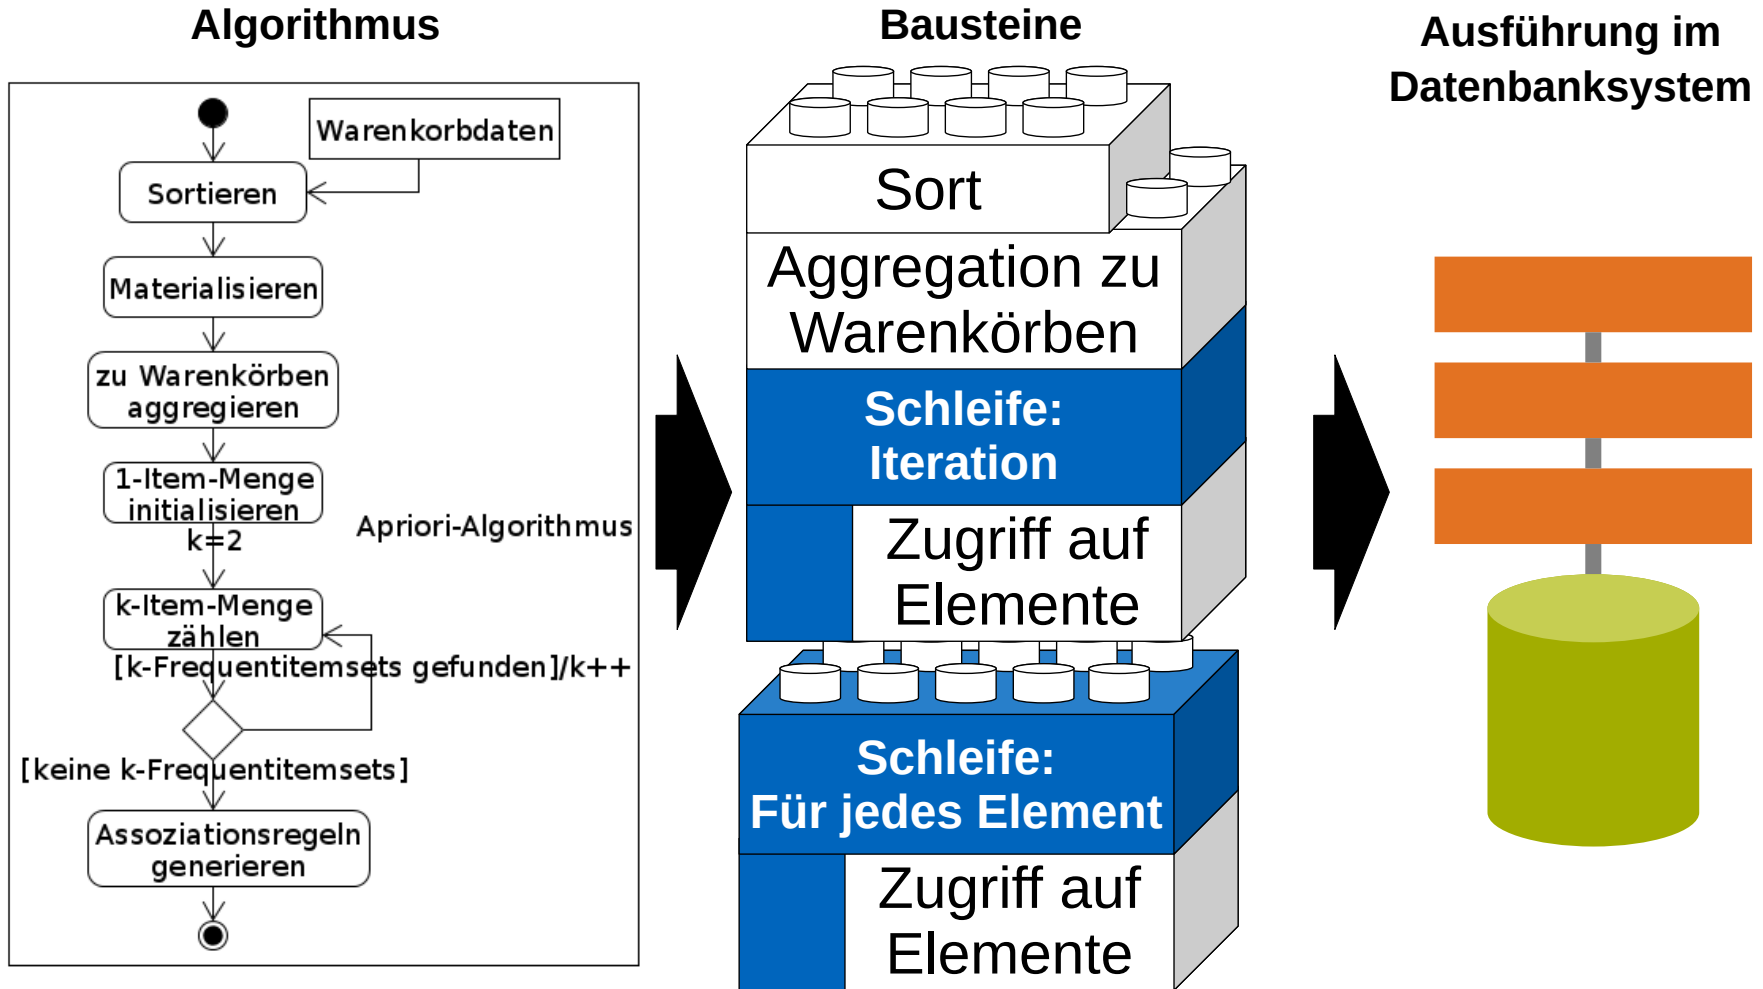 Algorithmus
Warenkorbdaten
Sortieren
Materialisieren
zu Warenkörben
aggregieren
1-Item-Menge
initialisieren
k=2
Apriori-Algorithmus
k-Item-Menge
zählen
[k-Frequentitemsets gefunden]/k++
[keine k-Frequentitemsets]
Assoziationsregeln
generieren
Bausteine
Sort
Aggregation zu
Warenkörben
Schleife:
Iteration
Zugriff auf
Elemente
Schleife:
Für jedes Element
Zugriff auf
Elemente
Ausführung im
Datenbanksystem